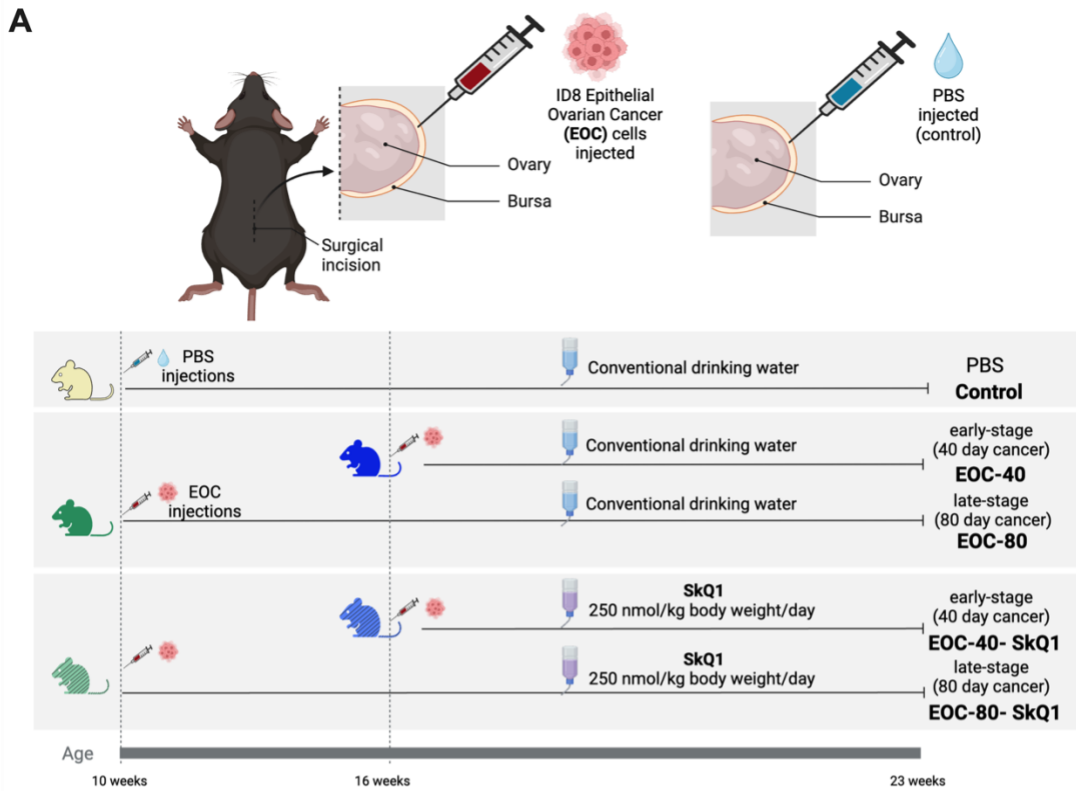 A
ID8 Epithelial
Ovarian Cancer
(EOC) cells
injected
Ovary
Bursa
Surgical
incision
PBS
injected
(control)
Ovary
Bursa
PBS
injections
Conventional drinking water
PBS
Control
Conventional drinking water
early-stage
(40 day cancer)
EOC-40
EOC
injections
Conventional drinking water
late-stage
(80 day cancer)
EOC-80
SkQ1
250 nmol/kg body weight/day
early-stage
(40 day cancer)
EOC-40- SkQ1
SkQ1
250 nmol/kg body weight/day
late-stage
(80 day cancer)
EOC-80- SkQ1
Age
10 weeks
16 weeks
23 weeks